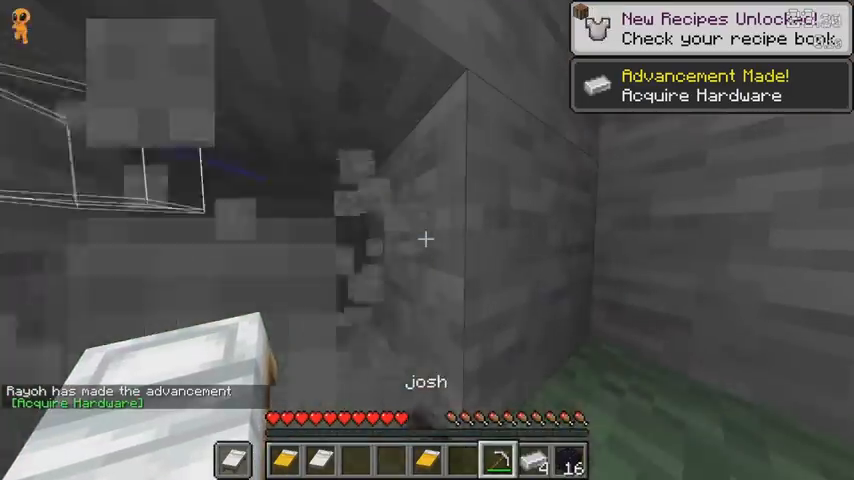 New Recipes Unlocked!
Check your recipe book
Advancement Made!
Acquire Hardware
josh
Rayoh has made the advancement
[Acquire Hardware]
4
16